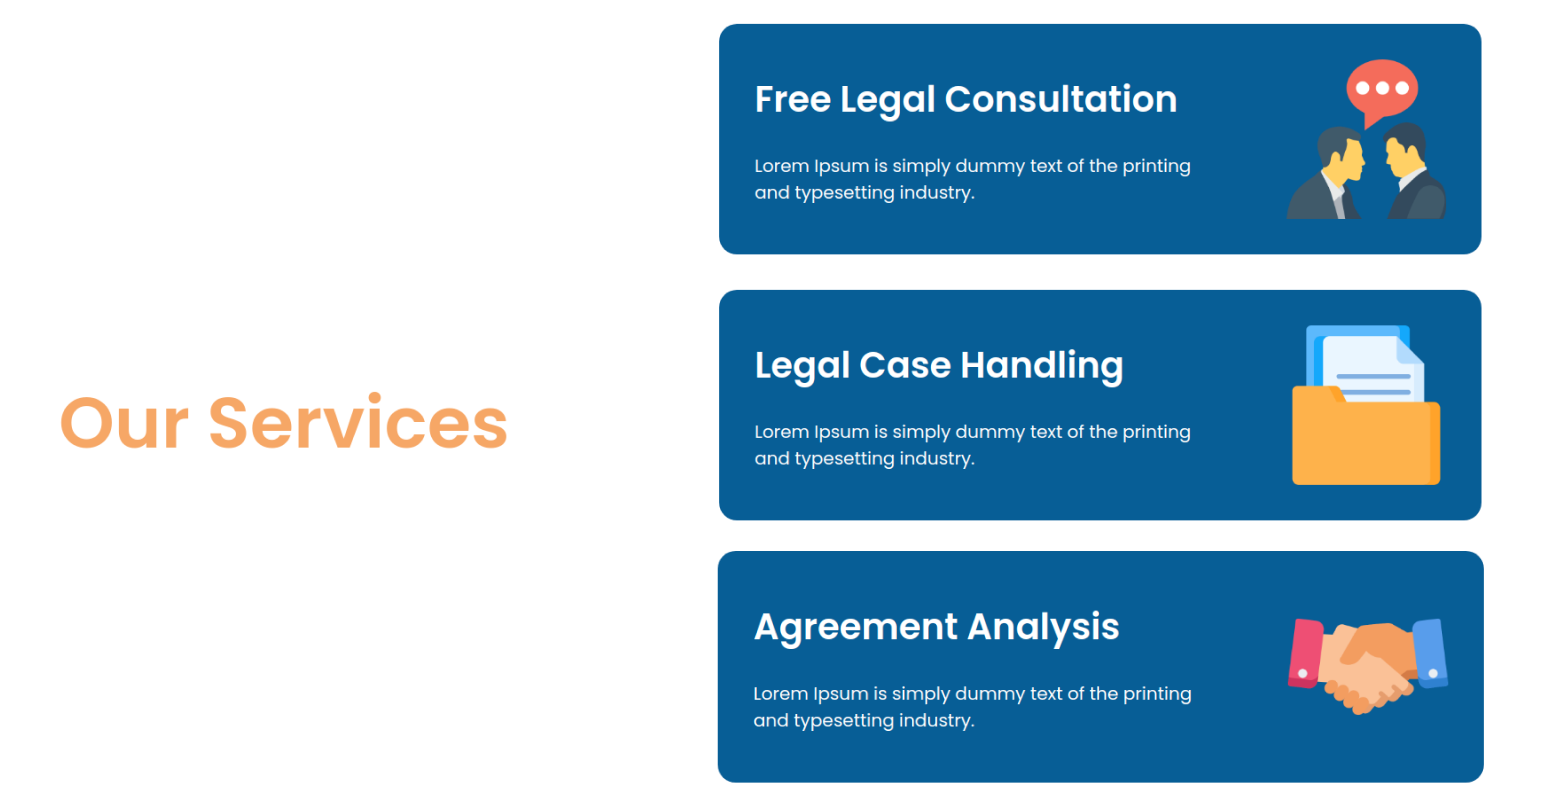 Our Services
Free Legal Consultation
Lorem Ipsum is simply dummy text of the printing
and typesetting industry.
Legal Case Handling
Lorem Ipsum is simply dummy text of the printing
and typesetting industry.
Agreement Analysis
Lorem Ipsum is simply dummy text of the printing
and typesetting industry.